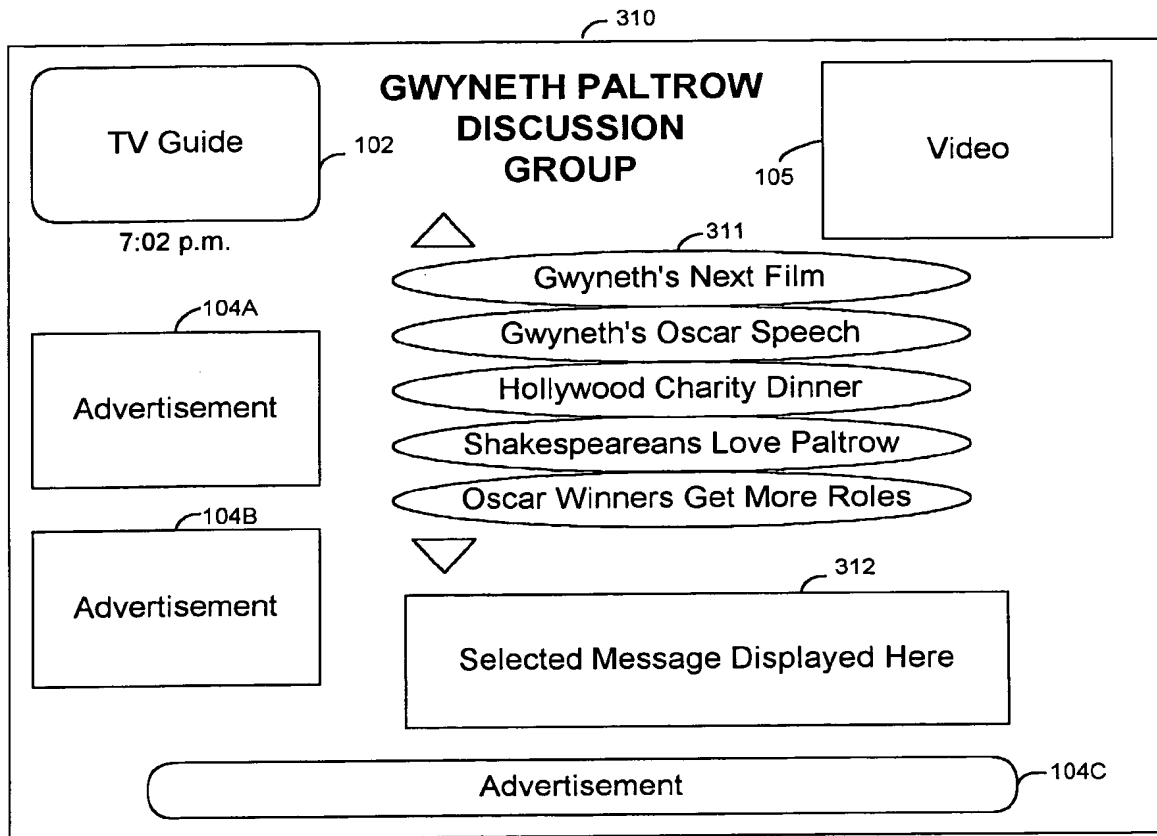 310
TV Guide
102
7:02 p.m.
GWYNETH PALTROW
DISCUSSION
GROUP
105
Video
311
Gwyneth's Next Film
Gwyneth's Oscar Speech
Hollywood Charity Dinner
Shakespeareans Love Paltrow
Oscar Winners Get More Roles
104A
Advertisement
104B
Advertisement
312
Selected Message Displayed Here
Advertisement
104C